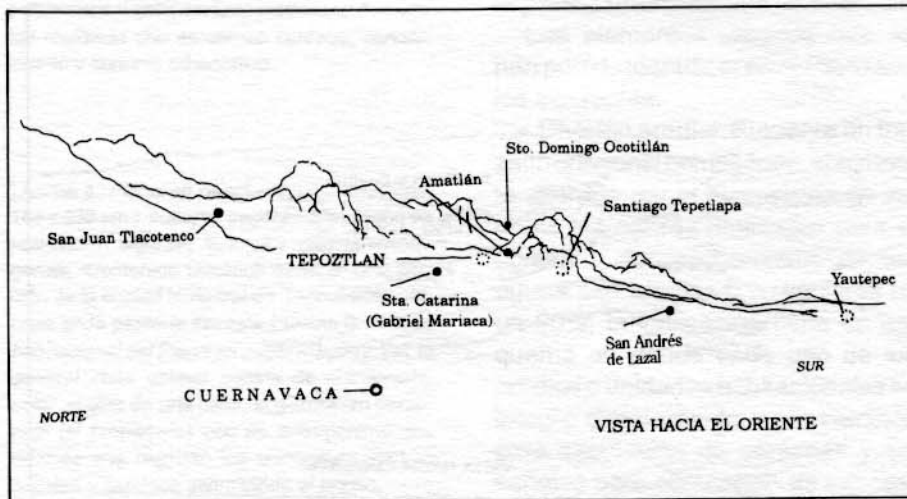 Sto. Domingo Ocotitlán
Amatlán
Santiago Tepetlapa
San Juan Tlacotenco
TEPOZTLAN
Yautepec
Sta. Catarina
(Gabriel Mariaca)
San Andrés
de Lazal
SUR
CUERNAVACA
NORTE
VISTA HACIA EL ORIENTE